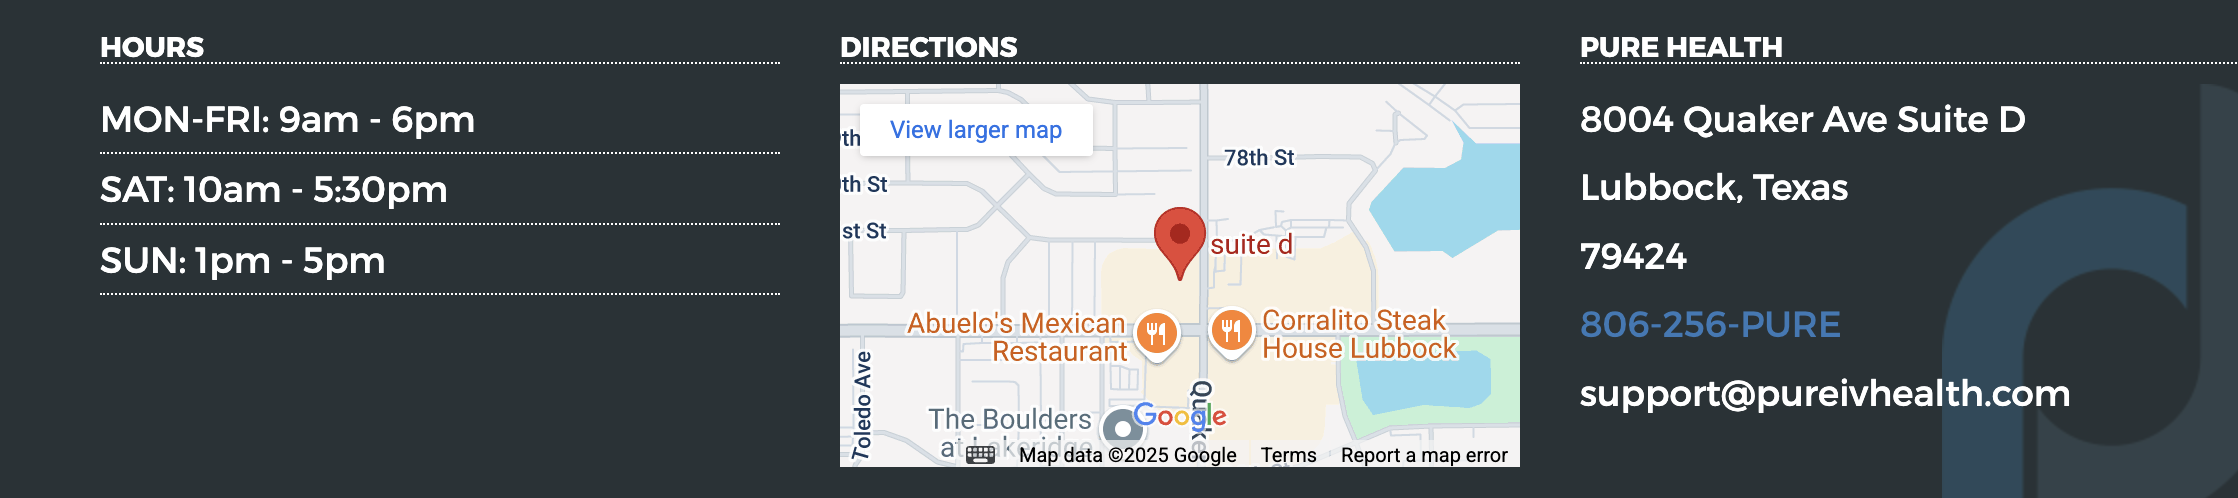 HOURS
MON-FRI: 9am - 6pm
SAT: 10am - 5:30pm
SUN: 1pm - 5pm
DIRECTIONS
View larger map
th
th St
st St
78th St
suite d
Abuelo's Mexican
Restaurant
Corralito Steak
House Lubbock
Toledo Ave
The Boulders
at Lakeridge
Google
Map data ©2025 Google
Terms
Report a map error
PURE HEALTH
8004 Quaker Ave Suite D
Lubbock, Texas
79424
806-256-PURE
support@pureivhealth.com